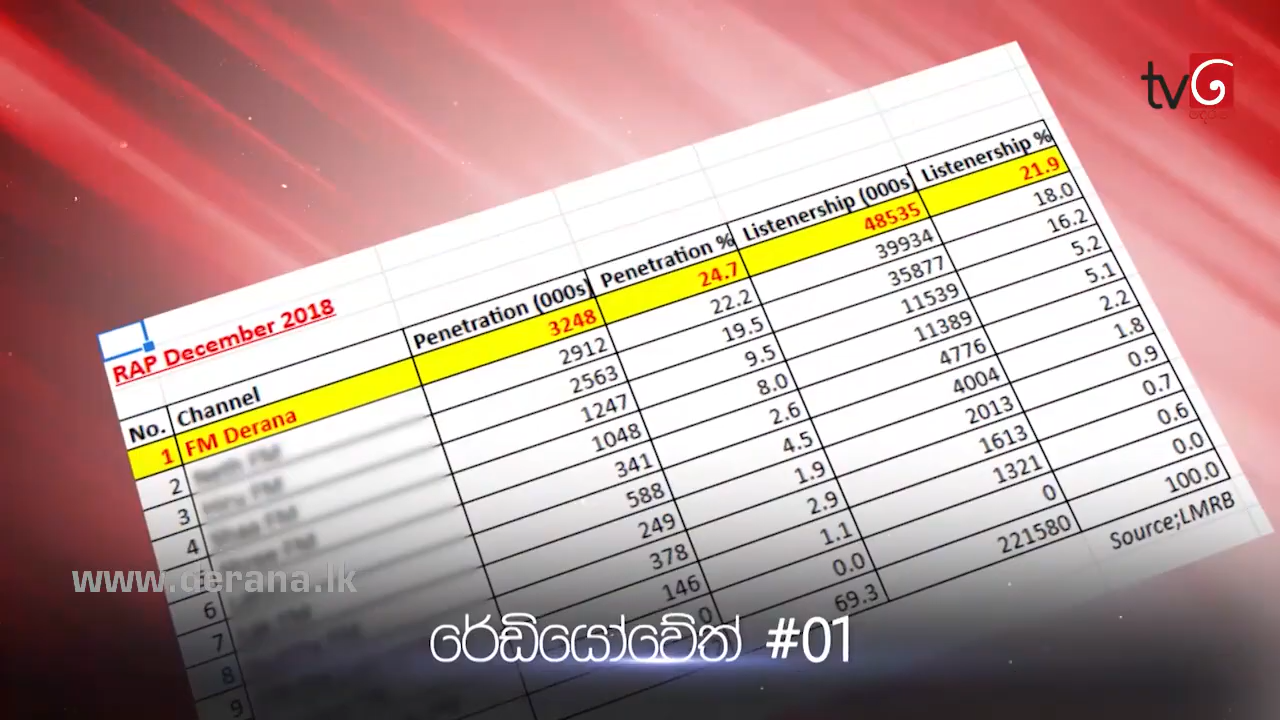 tv
දෙරණ
RAP December 2018
No. Channel Penetration (000s) Penetration % Listenership (000s) Listenership %
1 FM Derana 3248 24.7 48535 21.9
2 2912 22.2 39934 18.0
3 2563 19.5 35877 16.2
4 1247 9.5 11539 5.2
1048 8.0 11389 5.1
6 341 2.6 4776 2.2
7 588 4.5 4004 1.8
8 249 1.9 2013 0.9
9 378 2.9 1613 0.7
146 1.1 1321 0.6
0 0.0 0 0.0
69.3 221580 100.0
Source;LMRB
www.derana.lk
රේඩියෝවේත් #01